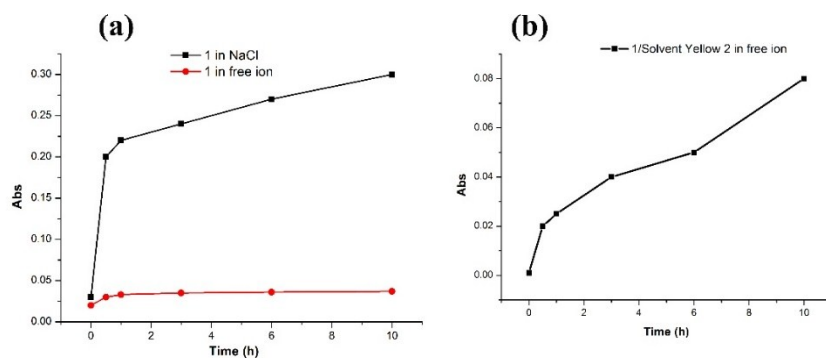 (a)
1 in NaCl
1 in free ion
0.30
0.25
0.20
0.15
0.10
0.05
0.00
Abs
0 2 4 6 8 10
Time (h)
(b)
1/Solvent Yellow 2 in free ion
0.08
0.06
0.04
0.02
0.00
Abs
0 2 4 6 8 10
Time (h)